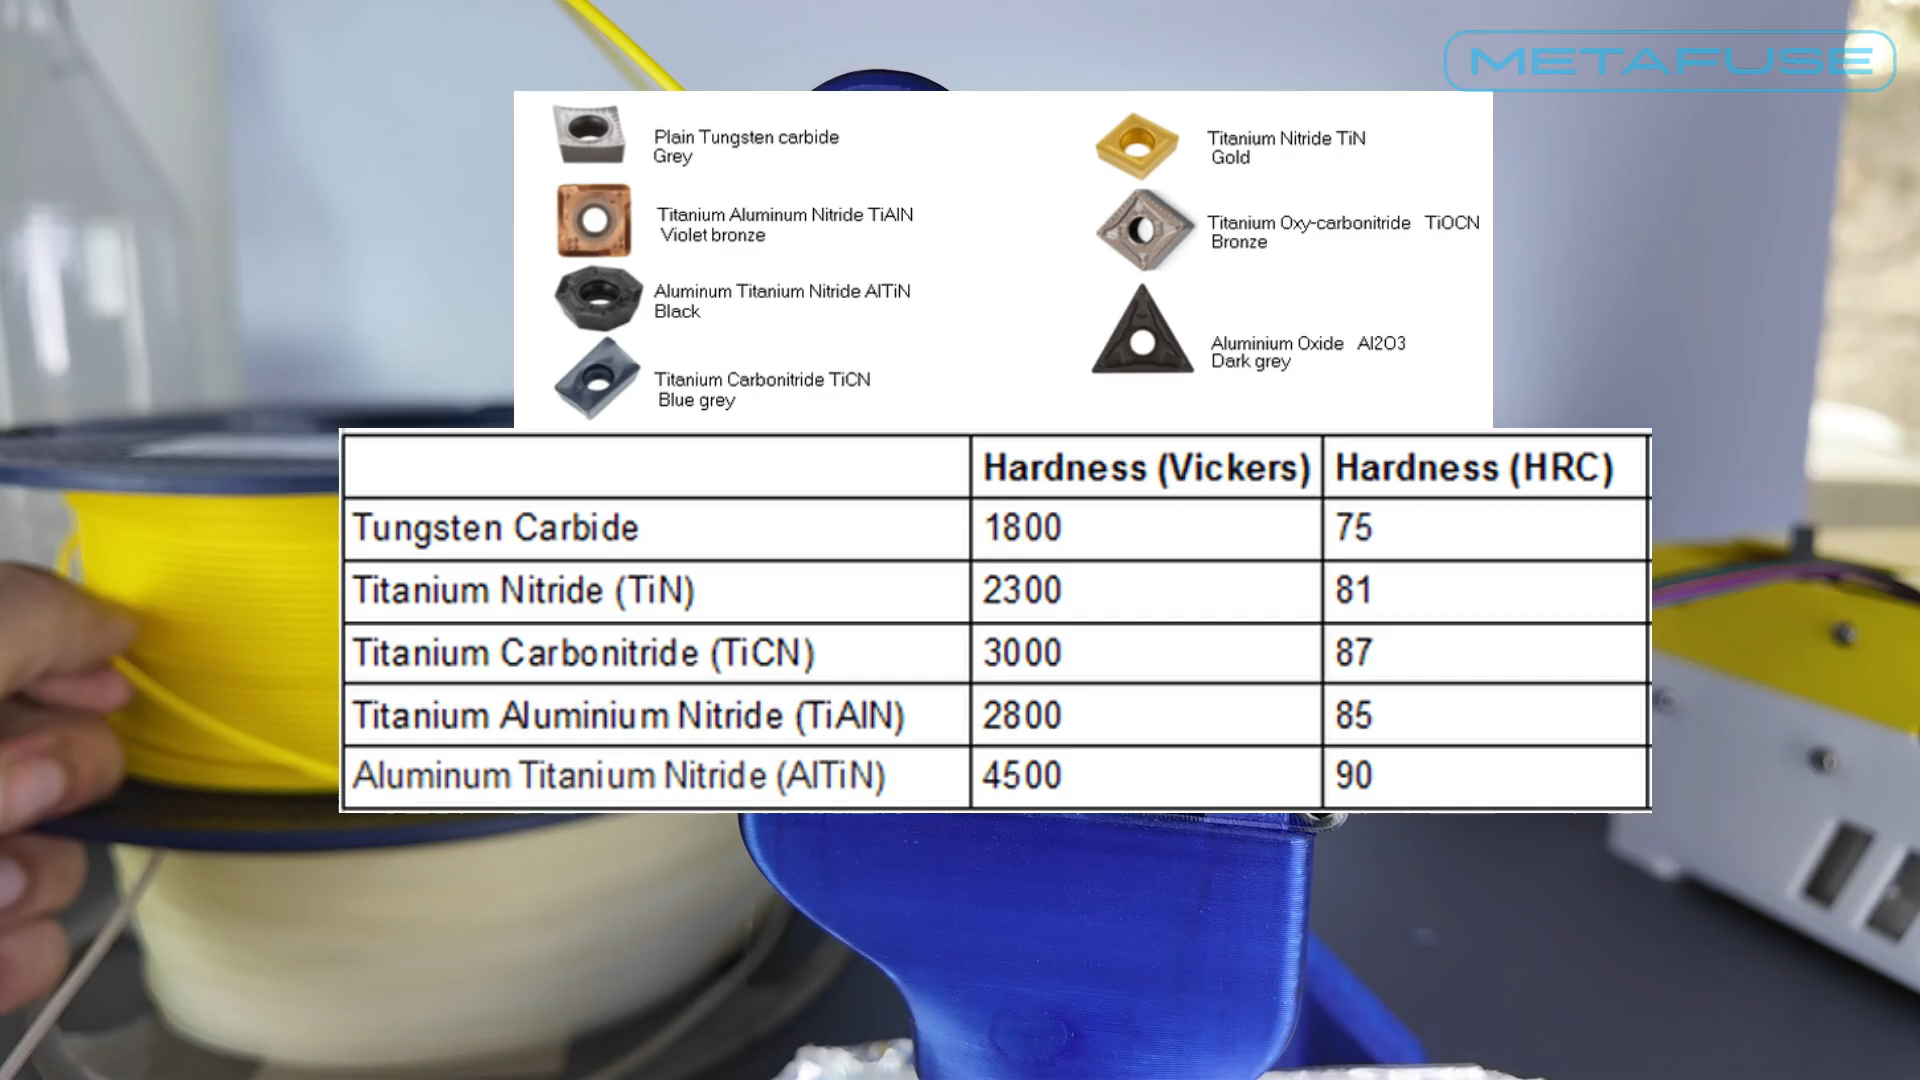 METAFUSE
Plain Tungsten carbide
Grey
Titanium Aluminum Nitride TiAlN
Violet bronze
Aluminum Titanium Nitride AlTiN
Black
Titanium Carbonitride TiCN
Blue grey
Titanium Nitride TiN
Gold
Titanium Oxy-carbonitride TiOCN
Bronze
Aluminium Oxide Al2O3
Dark grey
Hardness (Vickers) Hardness (HRC)
Tungsten Carbide 1800 75
Titanium Nitride (TiN) 2300 81
Titanium Carbonitride (TiCN) 3000 87
Titanium Aluminium Nitride (TiAlN) 2800 85
Aluminum Titanium Nitride (AlTiN) 4500 90